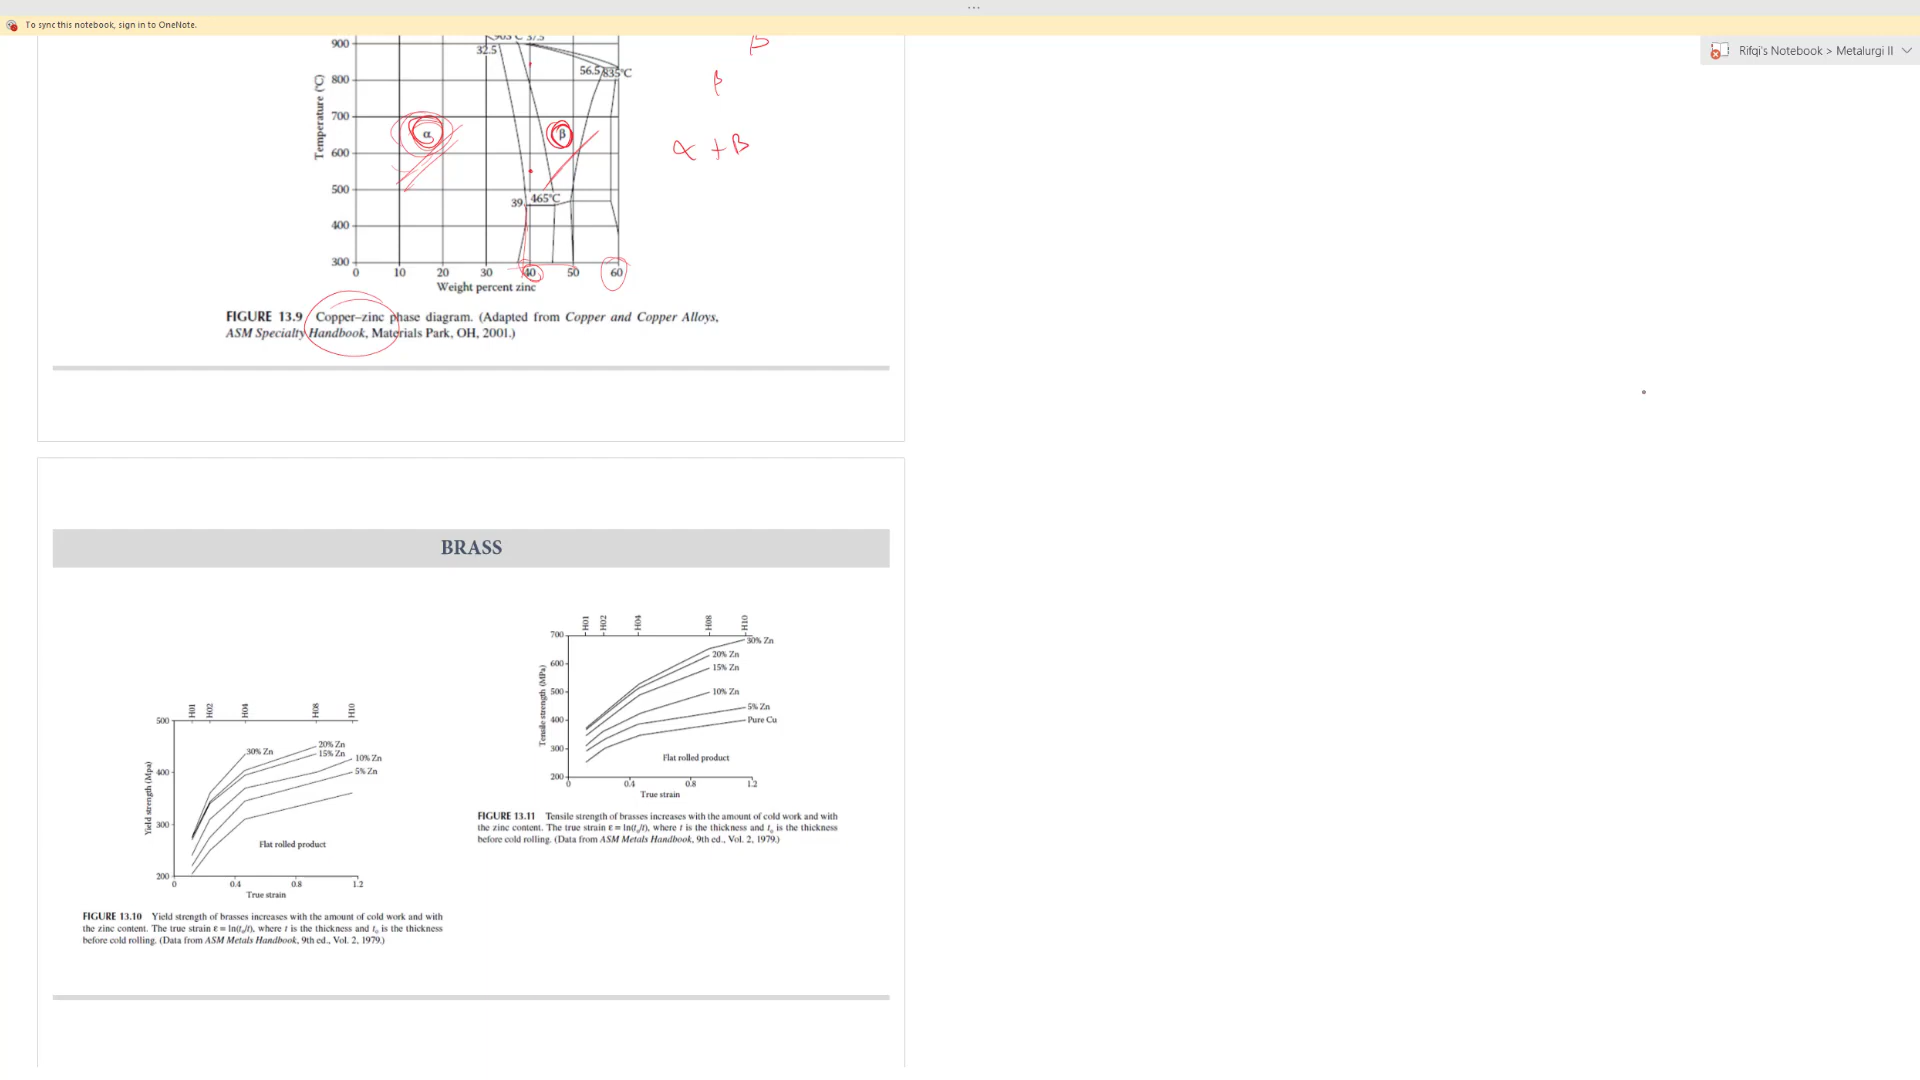 To sync this notebook, sign in to OneNote.
Rifqi's Notebook > Metalurgi II
900
800
700
600
500
400
300
Temperature (°C)
32.5
903°C 37.5
56.5 835°C
α
β
39
465°C
0 10 20 30 40 50 60
Weight percent zinc
β
β
α + β
FIGURE 13.9 Copper–zinc phase diagram. (Adapted from Copper and Copper Alloys,
ASM Specialty Handbook, Materials Park, OH, 2001.)
BRASS
H01 H02 H04 H08 H10
500
400
300
200
Yield strength (Mpa)
30% Zn
20% Zn
15% Zn
10% Zn
5% Zn
Flat rolled product
0 0.4 0.8 1.2
True strain
FIGURE 13.10 Yield strength of brasses increases with the amount of cold work and with
the zinc content. The true strain ε = ln(t₀/t), where t is the thickness and t₀ is the thickness
before cold rolling. (Data from ASM Metals Handbook, 9th ed., Vol. 2, 1979.)
H01 H02 H04 H08 H10
700
600
500
400
300
200
Tensile strength (MPa)
30% Zn
20% Zn
15% Zn
10% Zn
5% Zn
Pure Cu
Flat rolled product
0 0.4 0.8 1.2
True strain
FIGURE 13.11 Tensile strength of brasses increases with the amount of cold work and with
the zinc content. The true strain ε = ln(t₀/t), where t is the thickness and t₀ is the thickness
before cold rolling. (Data from ASM Metals Handbook, 9th ed., Vol. 2, 1979.)